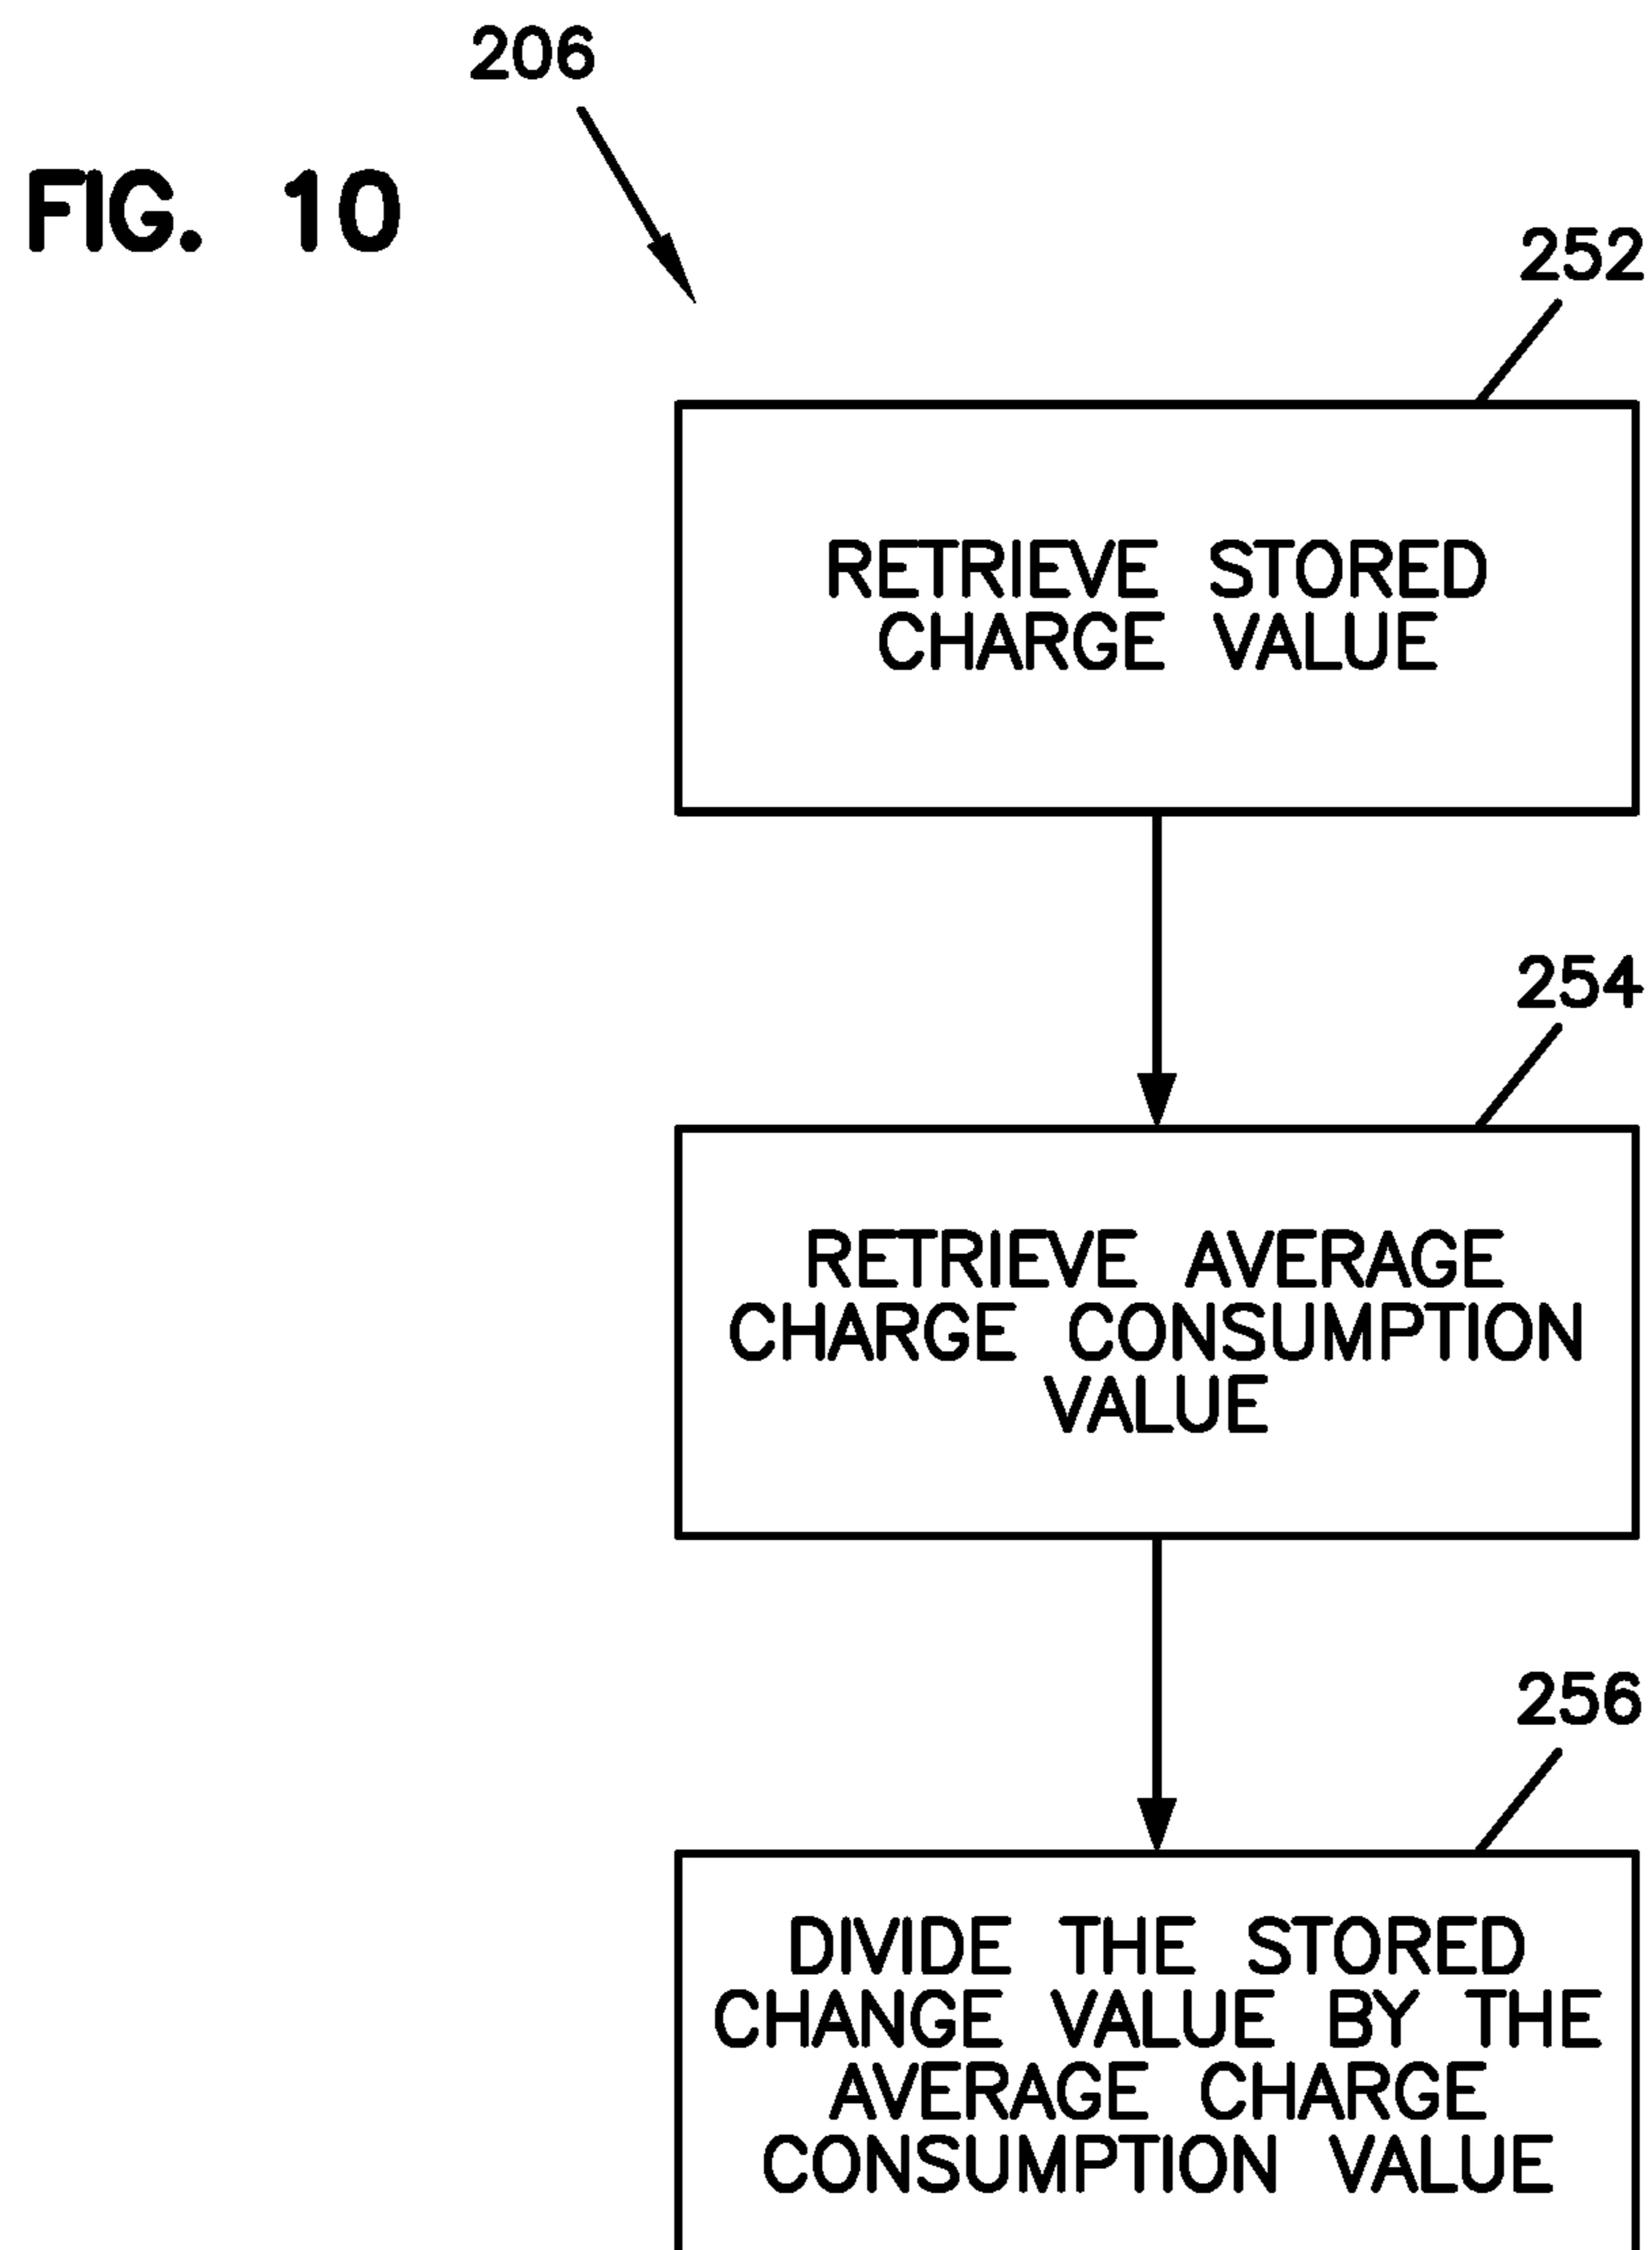 206
FIG. 10
252
RETRIEVE STORED
CHARGE VALUE
254
RETRIEVE AVERAGE
CHARGE CONSUMPTION
VALUE
256
DIVIDE THE STORED
CHANGE VALUE BY THE
AVERAGE CHARGE
CONSUMPTION VALUE